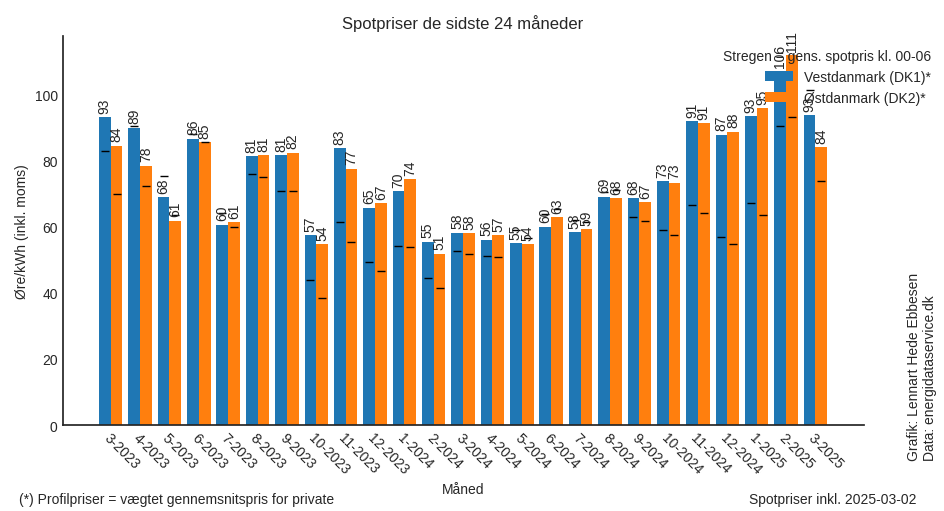 Spotpriser de sidste 24 måneder
Stregen gens. spotpris kl. 00-06
Vestdanmark (DK1)*
Østdanmark (DK2)*
Øre/kWh (inkl. moms)
100
80
60
40
20
0
93 84 89 78 68 61 86 85 60 61 81 81 81 82 57 54 83 77 65 67 70 74 55 51 58 58 56 57 55 54 60 63 58 59 69 68 68 67 73 73 91 91 87 88 93 95 106 111 93 84
3-2023 4-2023 5-2023 6-2023 7-2023 8-2023 9-2023 10-2023 11-2023 12-2023 1-2024 2-2024 3-2024 4-2024 5-2024 6-2024 7-2024 8-2024 9-2024 10-2024 11-2024 12-2024 1-2025 2-2025 3-2025
Måned
Grafik: Lennart Hede Ebbesen
Data: energidataservice.dk
(*) Profilpriser = vægtet gennemsnitspris for private
Spotpriser inkl. 2025-03-02